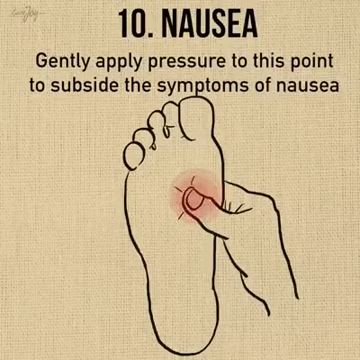 10. NAUSEA
Gently apply pressure to this point
to subside the symptoms of nausea